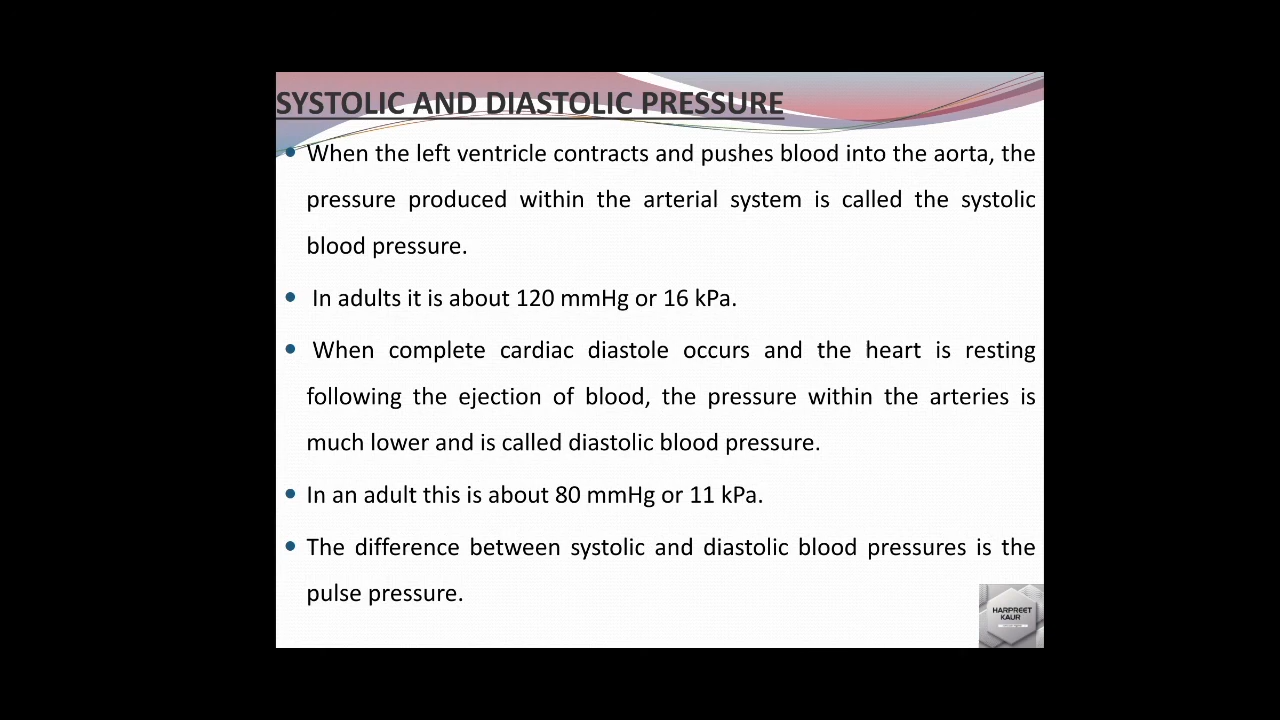 SYSTOLIC AND DIASTOLIC PRESSURE
• When the left ventricle contracts and pushes blood into the aorta, the
pressure produced within the arterial system is called the systolic
blood pressure.
• In adults it is about 120 mmHg or 16 kPa.
• When complete cardiac diastole occurs and the heart is resting
following the ejection of blood, the pressure within the arteries is
much lower and is called diastolic blood pressure.
• In an adult this is about 80 mmHg or 11 kPa.
• The difference between systolic and diastolic blood pressures is the
pulse pressure.
HARPREET
KAUR